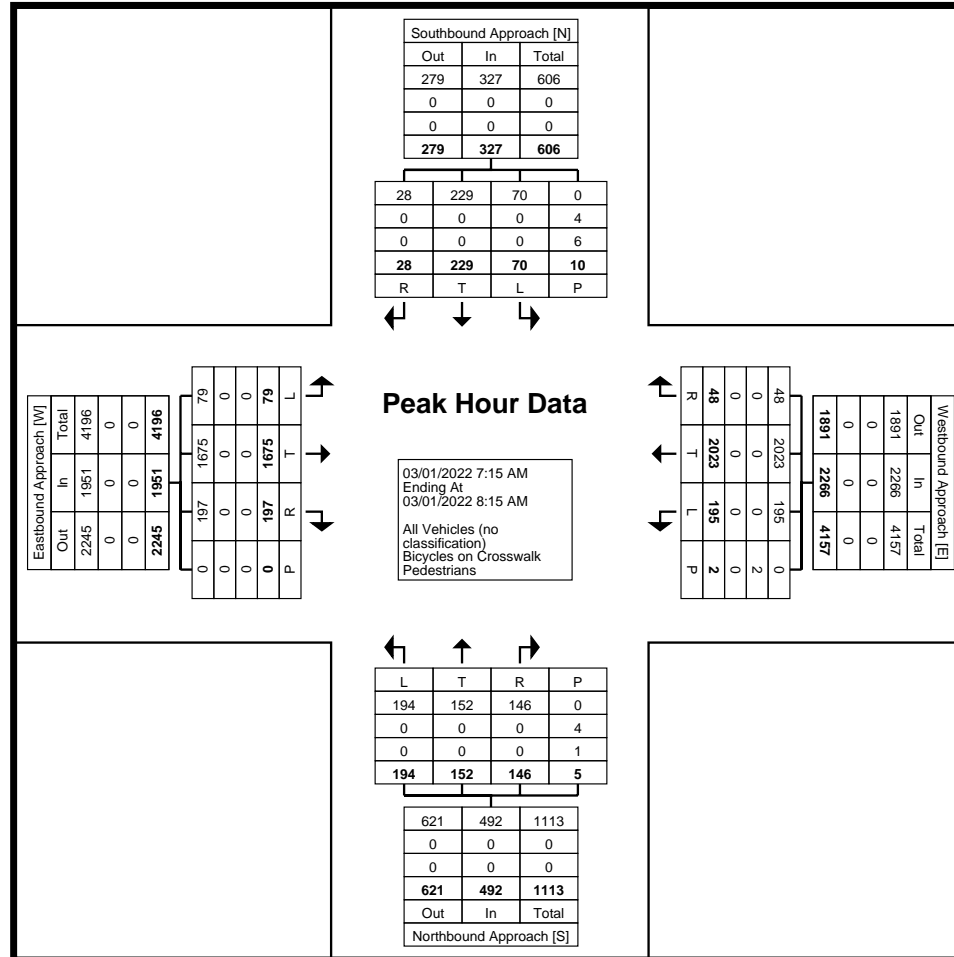 Southbound Approach [N]
Out In Total
279 327 606
0 0 0
0 0 0
279 327 606
28 229 70 0
0 0 0 4
0 0 0 6
28 229 70 10
R T L P
Eastbound Approach [W]
Out In Total
2245 1951 4196
0 0 0
0 0 0
2245 1951 4196
79 1675 197 0
0 0 0 0
0 0 0 0
79 1675 197 0
L T R P
Peak Hour Data
03/01/2022 7:15 AM
Ending At
03/01/2022 8:15 AM
All Vehicles (no
classification)
Bicycles on Crosswalk
Pedestrians
R T L P
48 2023 195 2
0 0 0 0
0 0 0 2
48 2023 195 0
Westbound Approach [E]
Out In Total
1891 2266 4157
0 0 0
0 0 0
1891 2266 4157
L T R P
194 152 146 0
0 0 0 4
0 0 0 1
194 152 146 5
621 492 1113
0 0 0
0 0 0
621 492 1113
Out In Total
Northbound Approach [S]